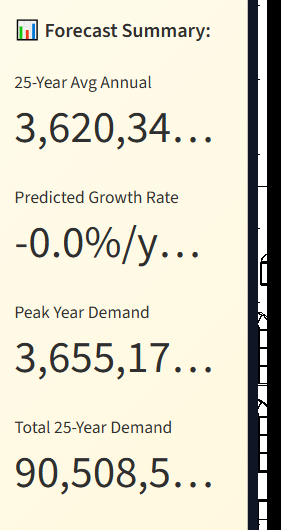 📊 Forecast Summary:
25-Year Avg Annual
3,620,34...
Predicted Growth Rate
-0.0%/y...
Peak Year Demand
3,655,17...
Total 25-Year Demand
90,508,5...